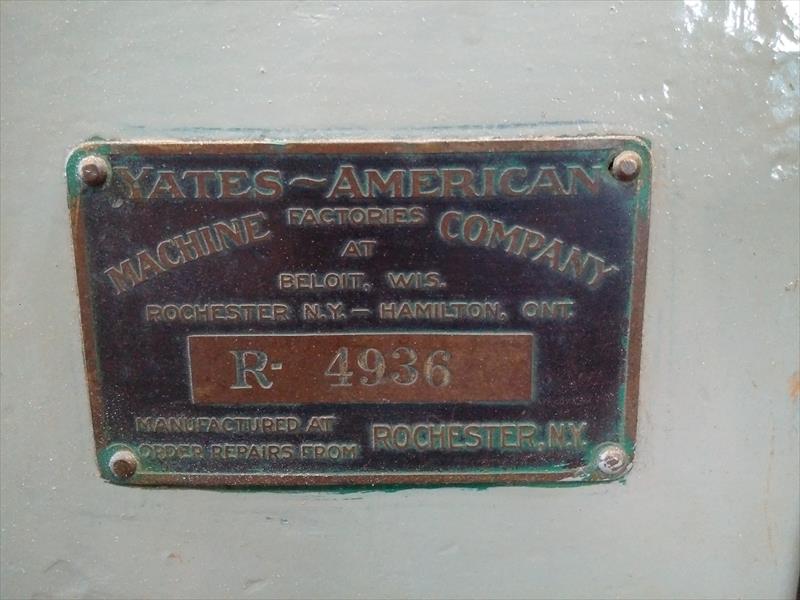 YATES~AMERICAN
MACHINE COMPANY
FACTORIES
AT
BELOIT, WIS.
ROCHESTER N.Y. – HAMILTON, ONT.
R- 4936
MANUFACTURED AT
ORDER REPAIRS FROM
ROCHESTER, N.Y.